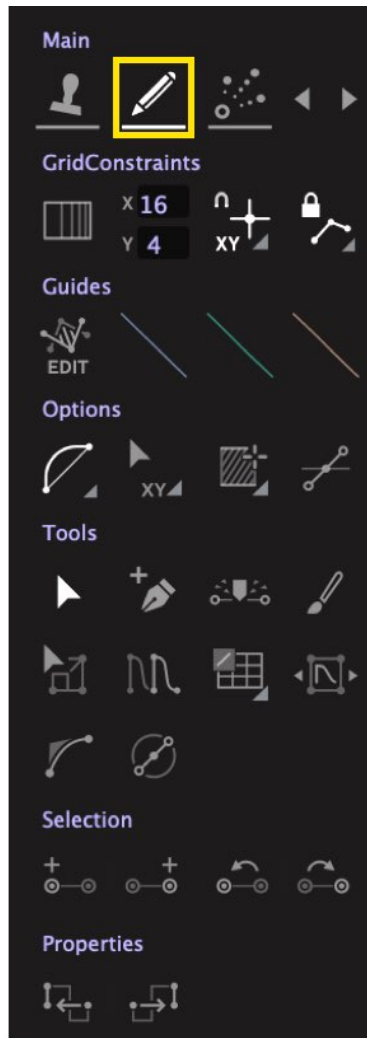 Main
GridConstraints
X 16
Y 4
XY
Guides
EDIT
Options
XY
Tools
Selection
Properties